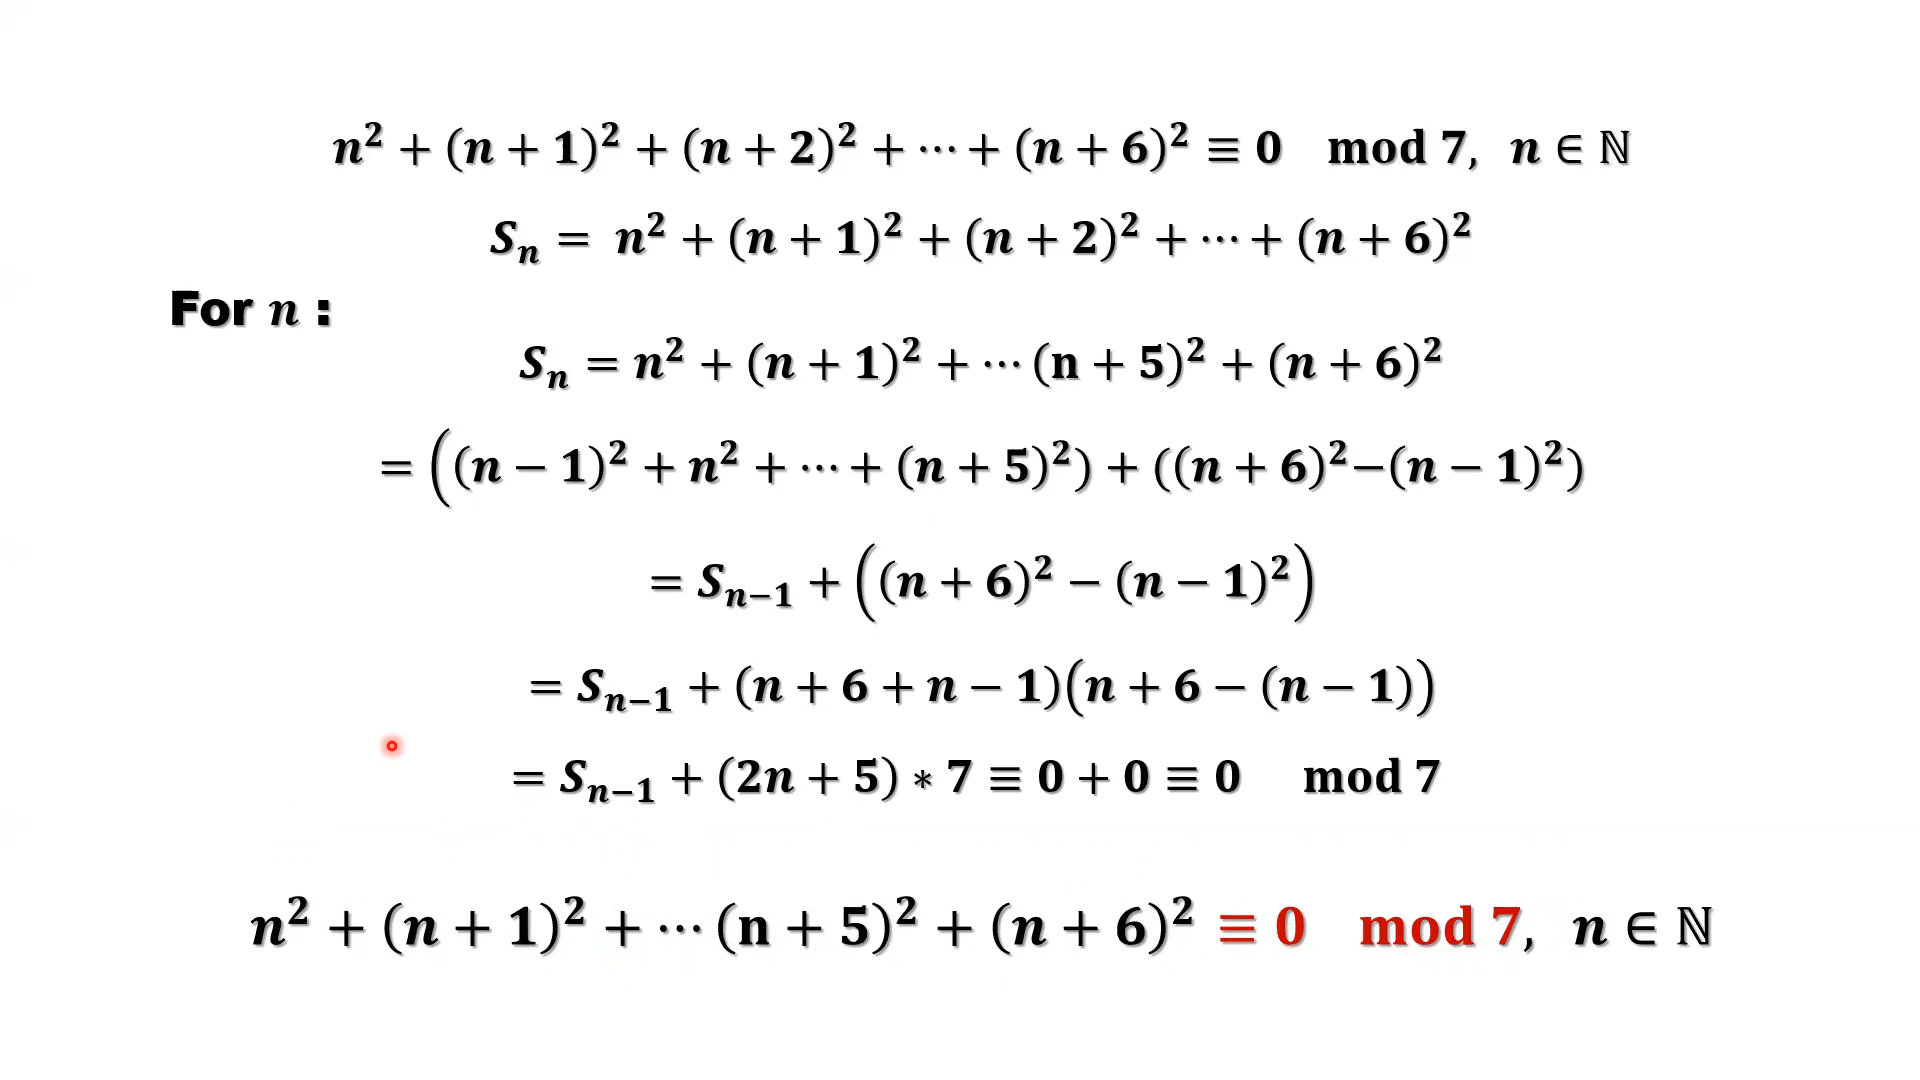 n² + (n + 1)² + (n + 2)² + ⋯ + (n + 6)² ≡ 0 mod 7, n ∈ ℕ
Sₙ = n² + (n + 1)² + (n + 2)² + ⋯ + (n + 6)²
For n :
Sₙ = n² + (n + 1)² + ⋯ (n + 5)² + (n + 6)²
= ((n − 1)² + n² + ⋯ + (n + 5)²) + ((n + 6)²−(n − 1)²)
= Sₙ₋₁ + ((n + 6)² − (n − 1)²)
= Sₙ₋₁ + (n + 6 + n − 1)(n + 6 − (n − 1))
= Sₙ₋₁ + (2n + 5) * 7 ≡ 0 + 0 ≡ 0 mod 7
n² + (n + 1)² + ⋯ (n + 5)² + (n + 6)² ≡ 0 mod 7, n ∈ ℕ